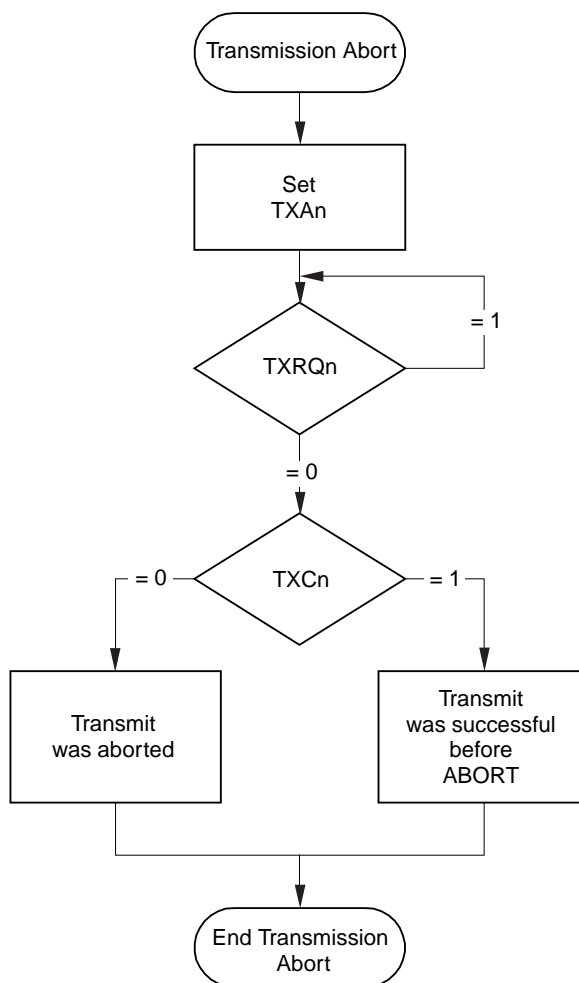 Transmission Abort
Set
TXAn
= 1
TXRQn
= 0
= 0
TXCn
= 1
Transmit
was aborted
Transmit
was successful
before
ABORT
End Transmission
Abort